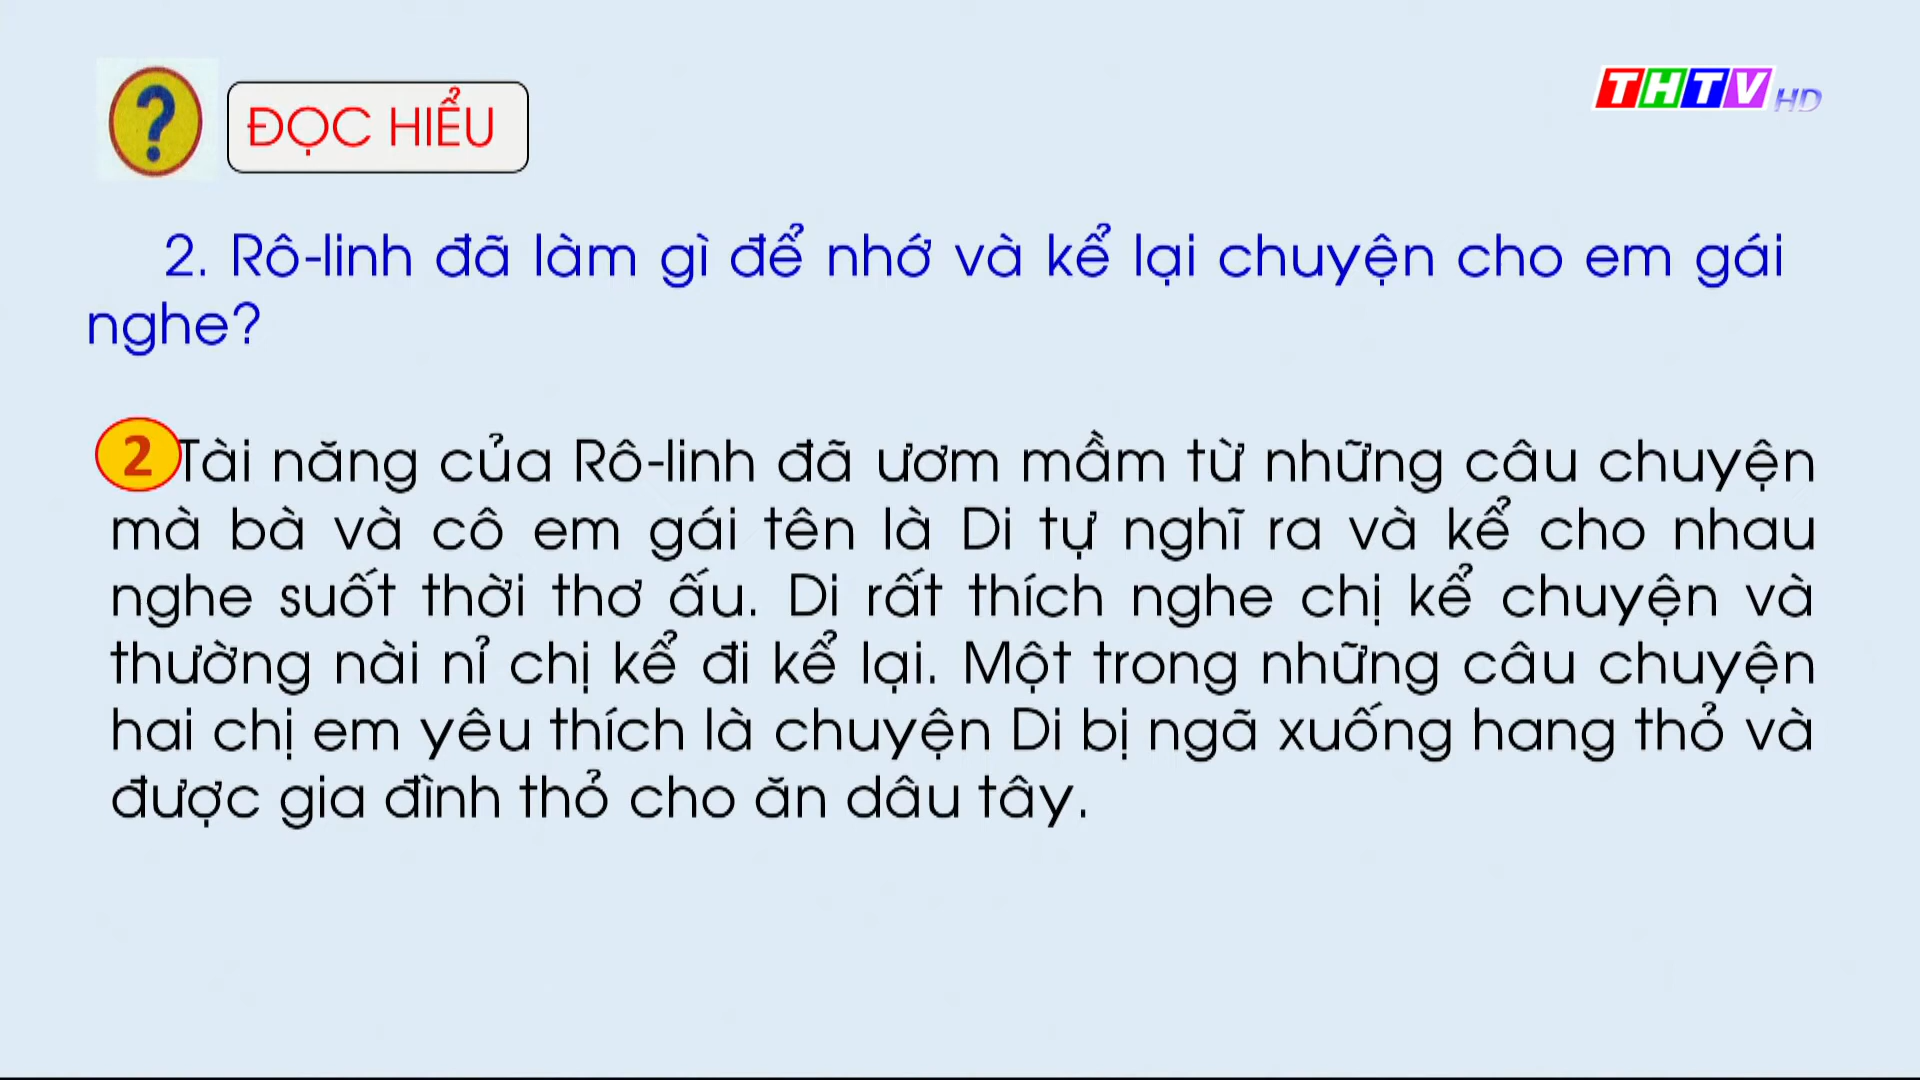 ?
ĐỌC HIỂU
THTV HD
2. Rô-linh đã làm gì để nhớ và kể lại chuyện cho em gái
nghe?
2 Tài năng của Rô-linh đã ươm mầm từ những câu chuyện
mà bà và cô em gái tên là Di tự nghĩ ra và kể cho nhau
nghe suốt thời thơ ấu. Di rất thích nghe chị kể chuyện và
thường nài nỉ chị kể đi kể lại. Một trong những câu chuyện
hai chị em yêu thích là chuyện Di bị ngã xuống hang thỏ và
được gia đình thỏ cho ăn dâu tây.